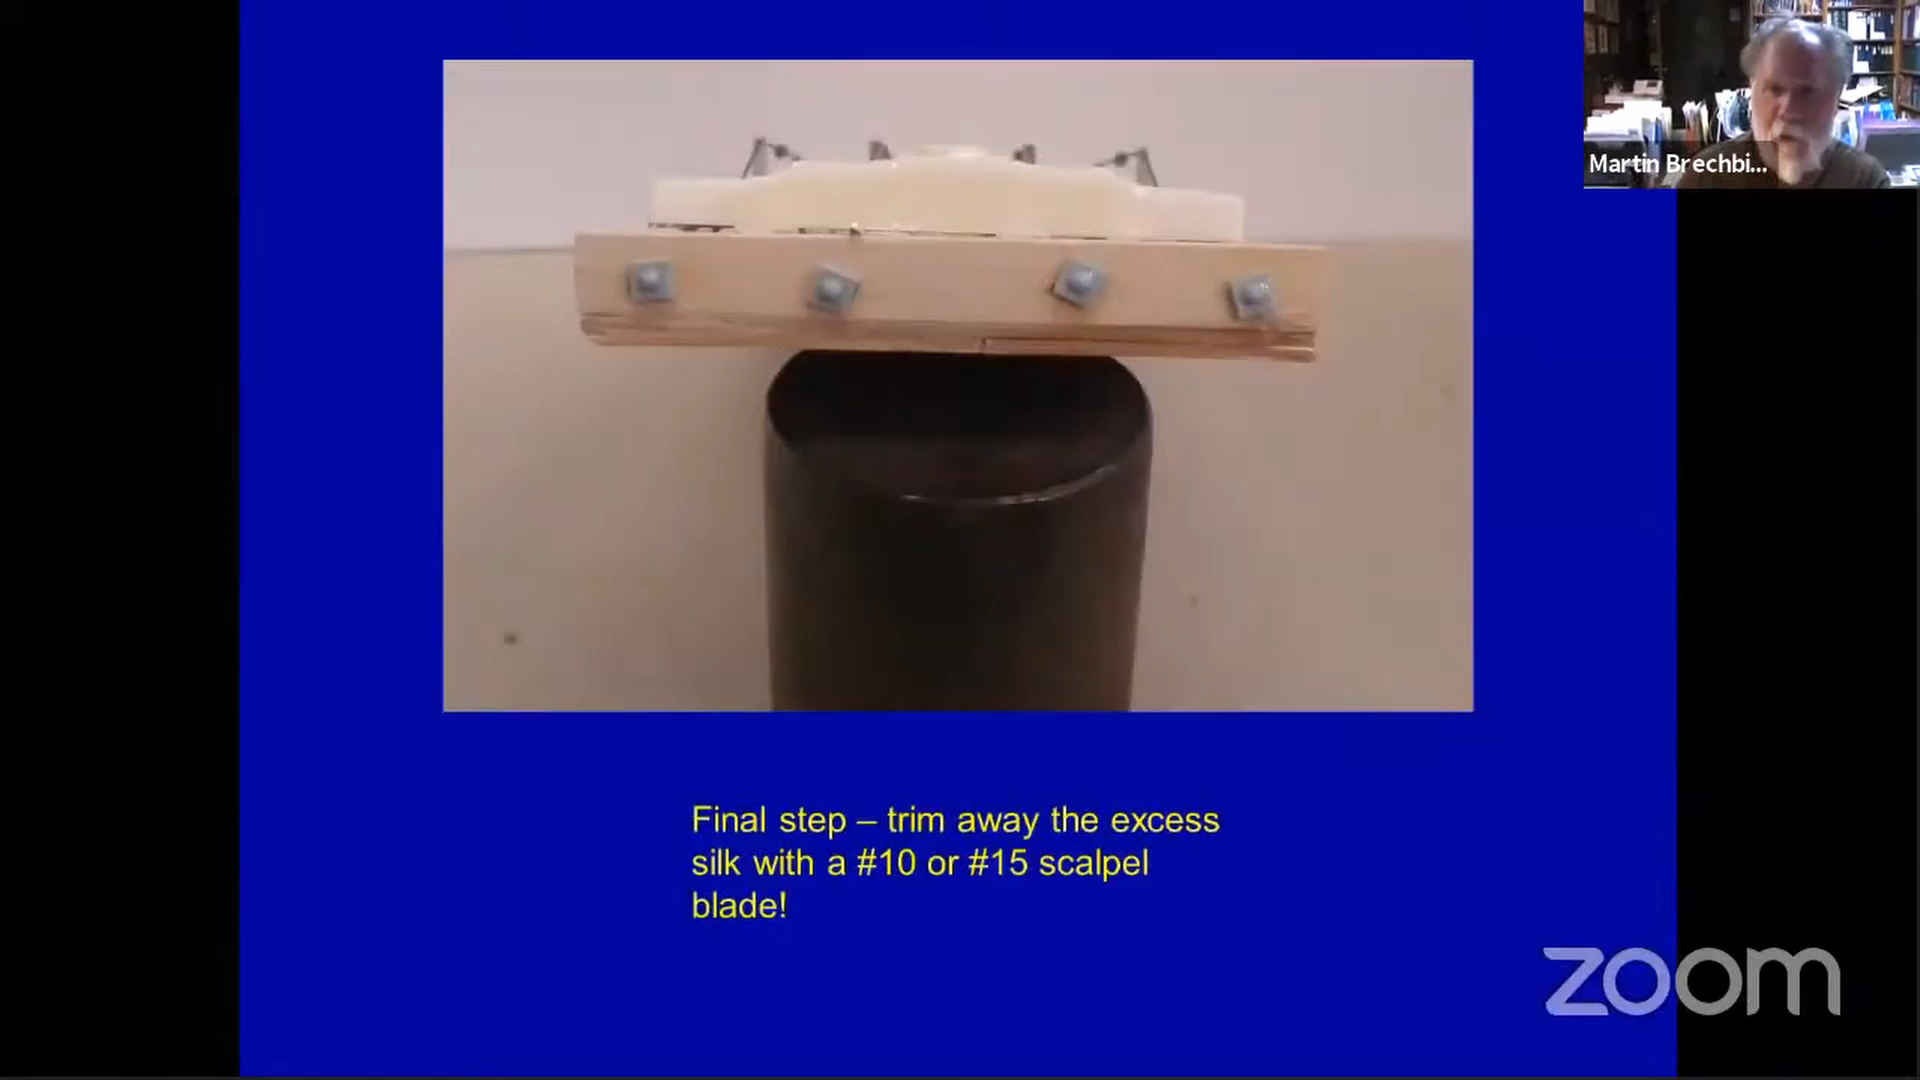 Martin Brechbi...
Final step – trim away the excess
silk with a #10 or #15 scalpel
blade!
zoom